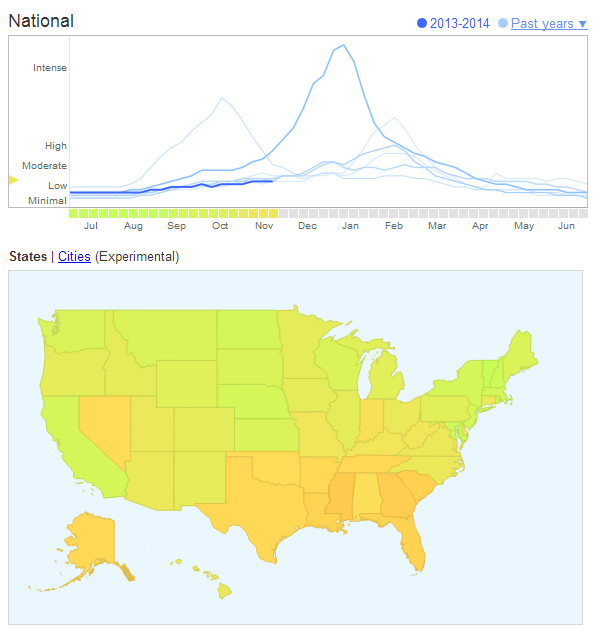 National
2013-2014 Past years ▼
Intense
High
Moderate
Low
Minimal
Jul Aug Sep Oct Nov Dec Jan Feb Mar Apr May Jun
States | Cities (Experimental)